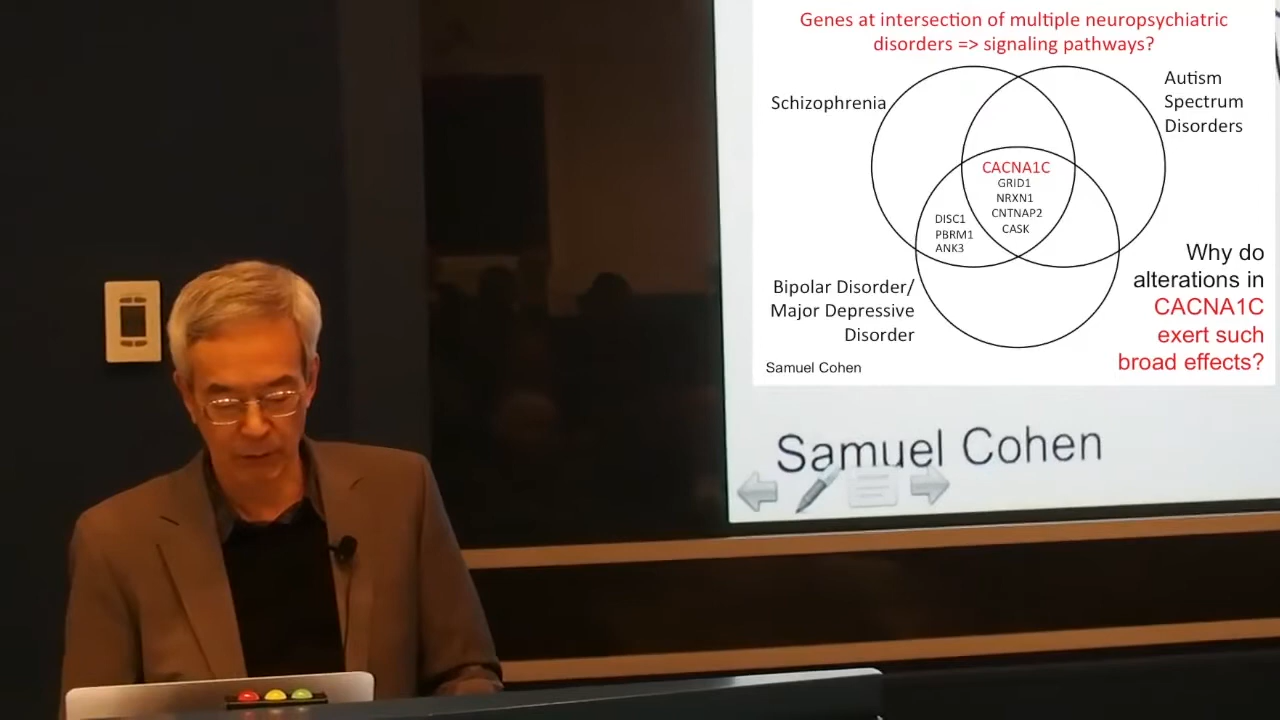 Genes at intersection of multiple neuropsychiatric
disorders => signaling pathways?
Schizophrenia
Autism
Spectrum
Disorders
CACNA1C
GRID1
NRXN1
CNTNAP2
CASK
DISC1
PBRM1
ANK3
Bipolar Disorder/
Major Depressive
Disorder
Why do
alterations in
CACNA1C
exert such
broad effects?
Samuel Cohen
Samuel Cohen